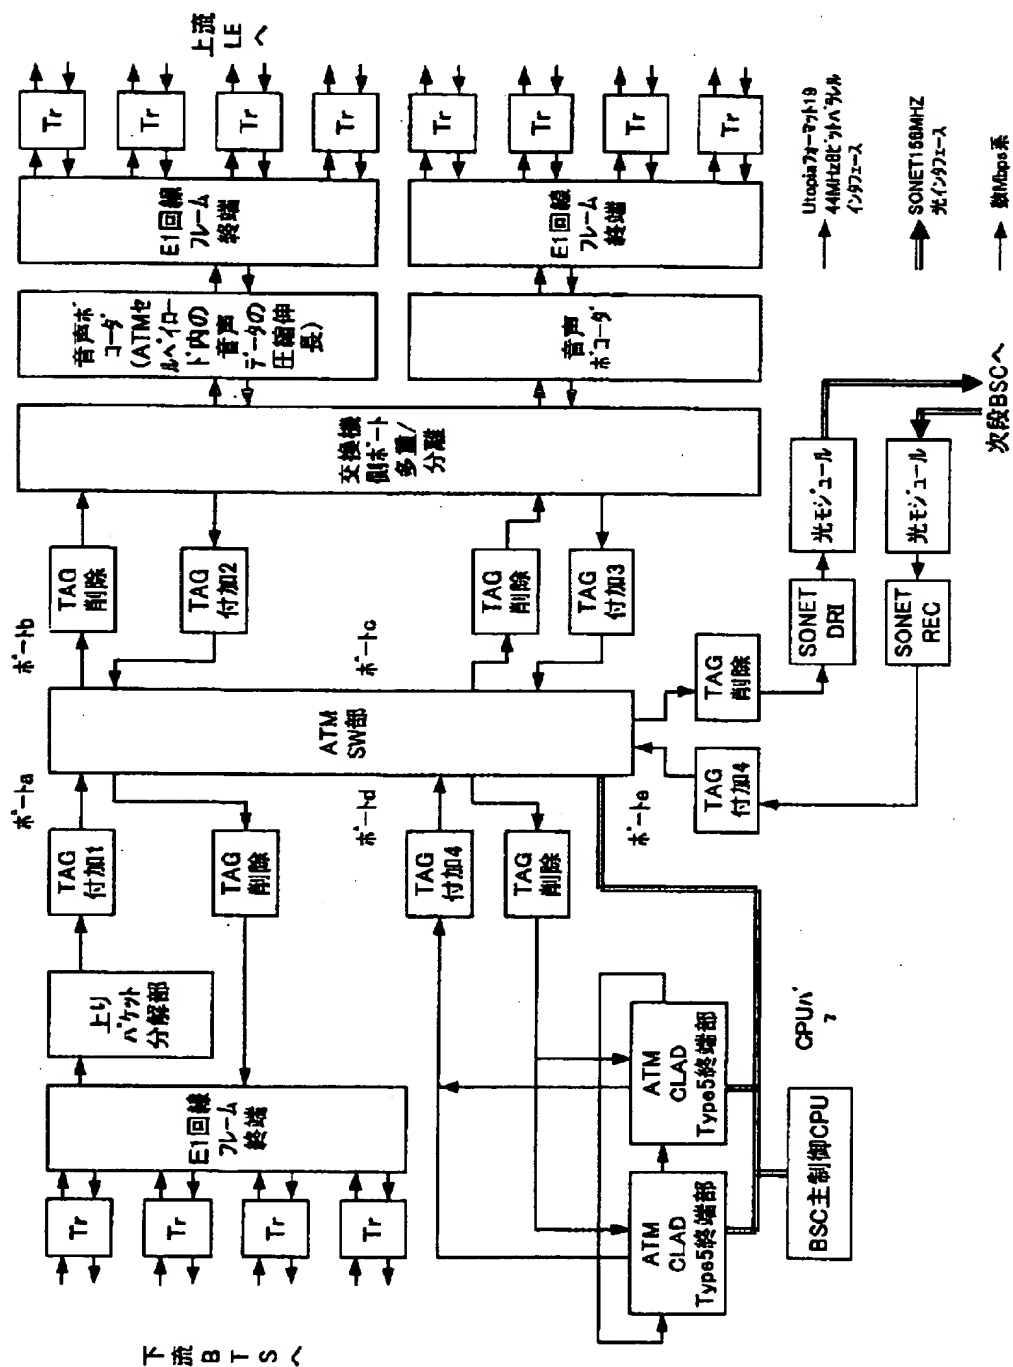 下流BTSへ
Tr
Tr
Tr
Tr
E1回線
フレーム
終端
上り
パケット
分解部
TAG
付加1
TAG
削除
ポートa
ポートb
TAG
削除
TAG
付加2
ATM
SW部
ポートd
ポートc
TAG
付加4
TAG
削除
TAG
削除
TAG
付加3
交換機
側ポート
多重/
分離
音声ボ
コーダ
(ATMセ
ルペイロー
ド内の
音声
データの
圧縮伸
長)
音声
ボコーダ
E1回線
フレーム
終端
E1回線
フレーム
終端
Tr
Tr
Tr
Tr
Tr
Tr
Tr
Tr
上流
LE
へ
ATM
CLAD
Type5終端部
ATM
CLAD
Type5終端部
ポートe
TAG
付加4
TAG
削除
SONET
DRI
光モジュール
SONET
REC
光モジュール
次段BSCへ
BSC主制御CPU
CPUバ
ス
Utopiaフォーマット19
44MHz8ビットパラレル
インタフェース
SONET156MHZ
光インタフェース
数Mbps系